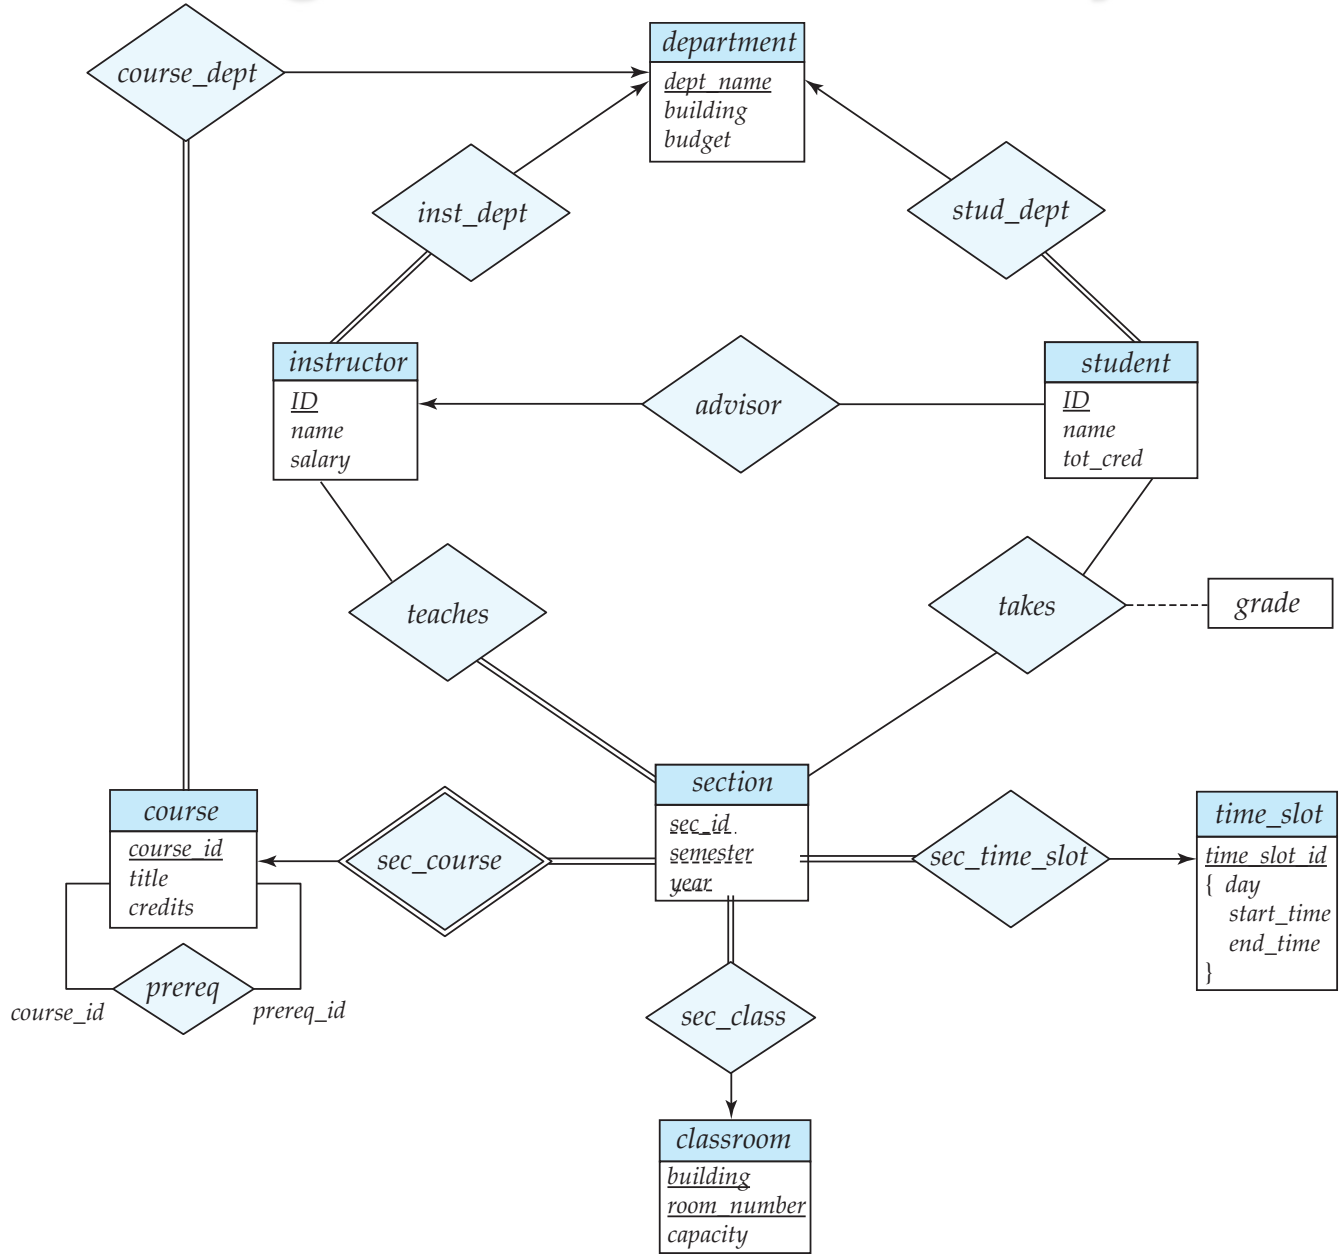 department
course_dept
dept_name
building
budget
inst_dept
stud_dept
instructor
student
ID
name
salary
advisor
ID
name
tot_cred
teaches
takes
grade
section
course
time_slot
sec_id
semester
year
course_id
title
credits
sec_course
sec_time_slot
time_slot_id
{ day
start_time
end_time
}
prereq
course_id
prereq_id
sec_class
classroom
building
room_number
capacity